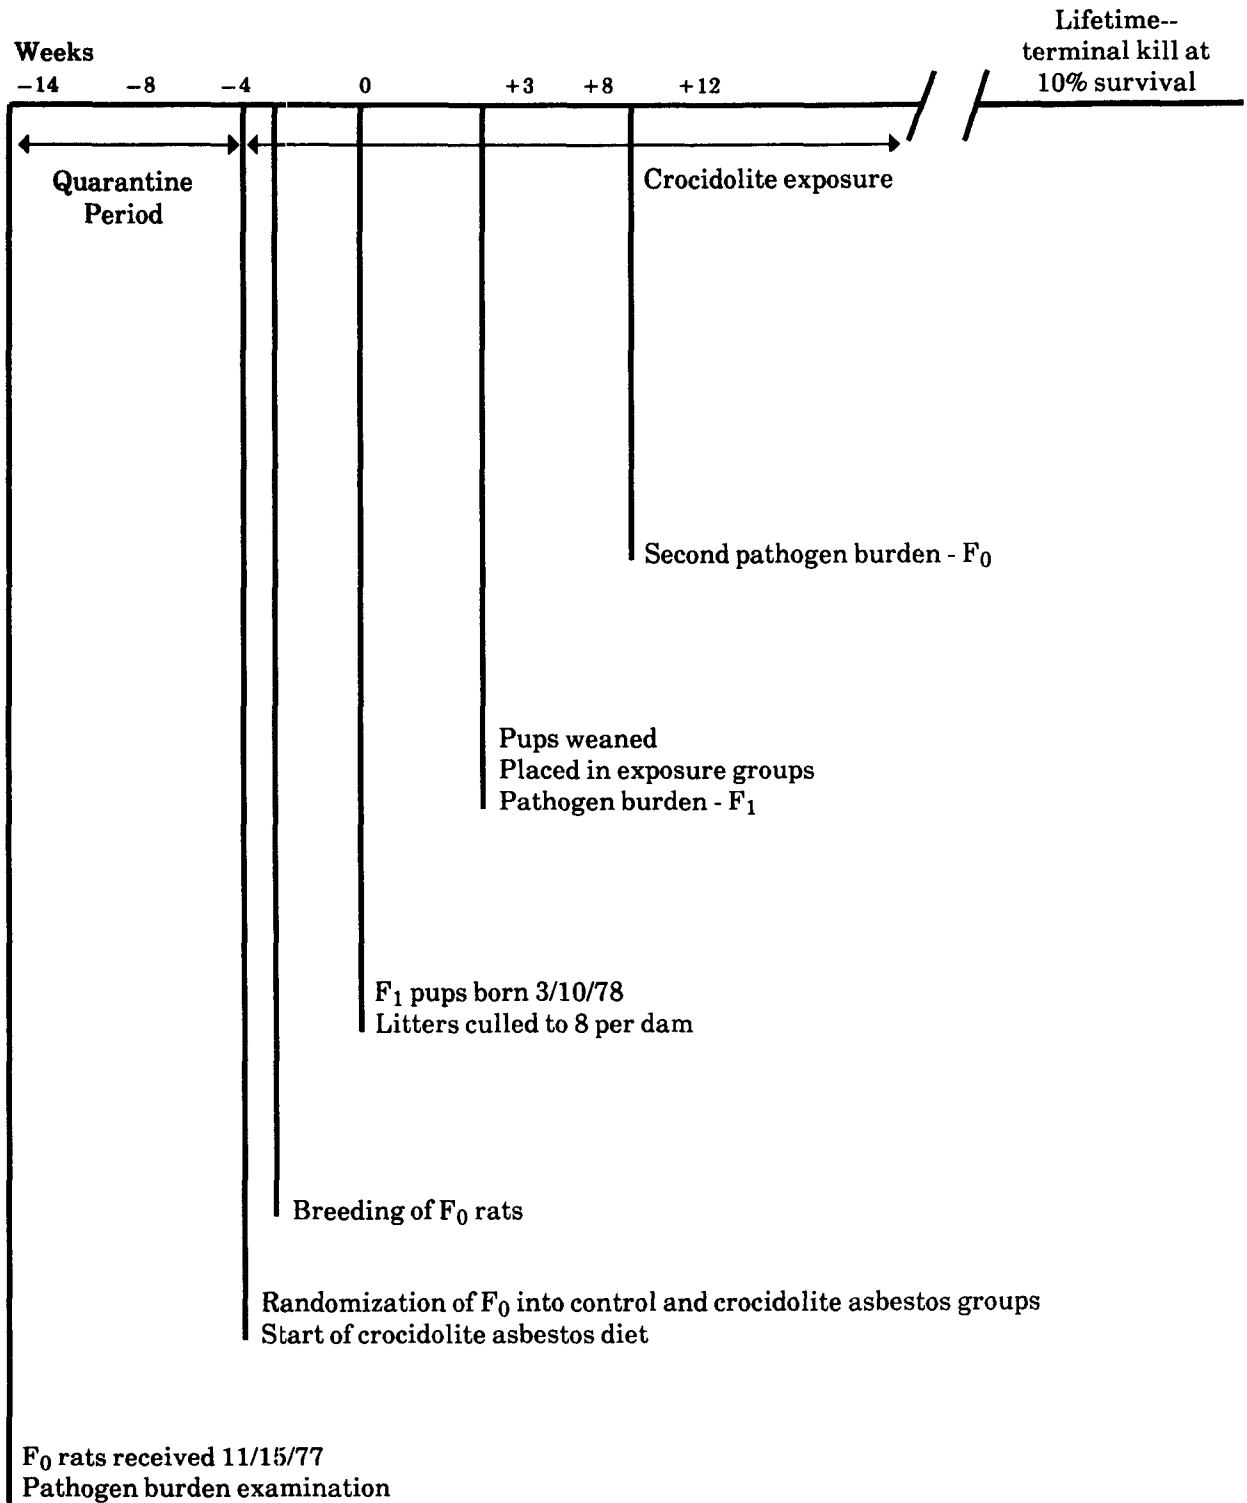 Lifetime--
terminal kill at
10% survival
Weeks
−14 −8 −4 0 +3 +8 +12
Quarantine
Period
Crocidolite exposure
Second pathogen burden - F₀
Pups weaned
Placed in exposure groups
Pathogen burden - F₁
F₁ pups born 3/10/78
Litters culled to 8 per dam
Breeding of F₀ rats
Randomization of F₀ into control and crocidolite asbestos groups
Start of crocidolite asbestos diet
F₀ rats received 11/15/77
Pathogen burden examination